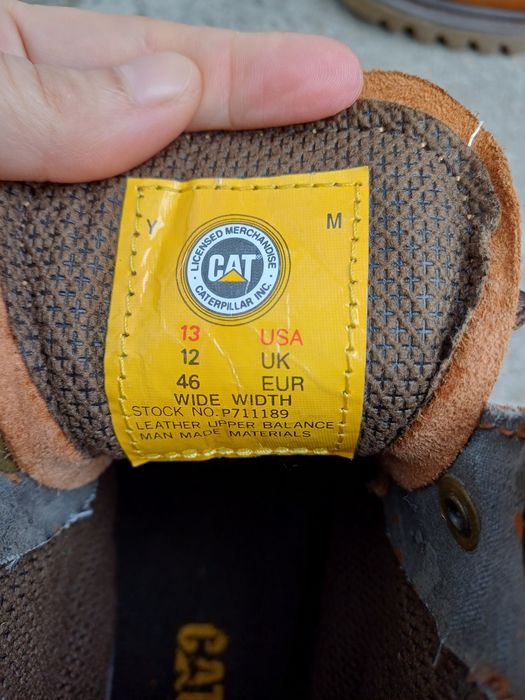 Y M
LICENSED MERCHANDISE
CAT®
CATERPILLAR INC.
13 USA
12 UK
46 EUR
WIDE WIDTH
STOCK NO. P711189
LEATHER UPPER BALANCE
MAN MADE MATERIALS
CAT